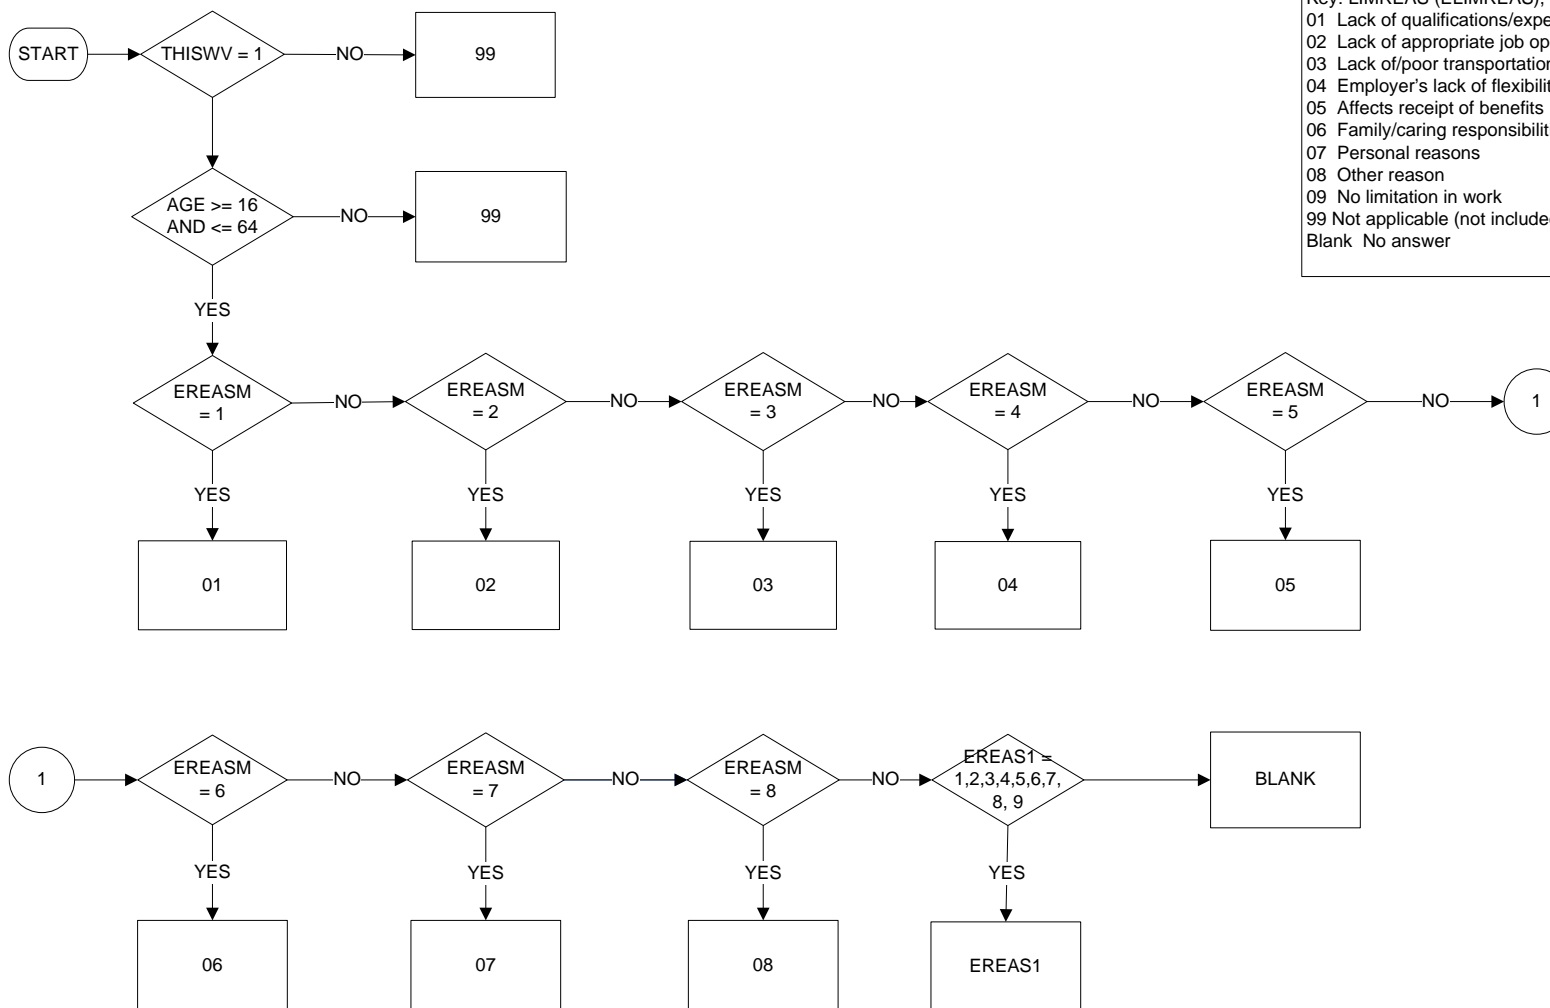 Key: LIMREAS (ELIMREAS),
01 Lack of qualifications/expe
02 Lack of appropriate job op
03 Lack of/poor transportation
04 Employer's lack of flexibilit
05 Affects receipt of benefits
06 Family/caring responsibiliti
07 Personal reasons
08 Other reason
09 No limitation in work
99 Not applicable (not include
Blank No answer
START
THISWV = 1
NO
99
AGE >= 16
AND <= 64
NO
99
YES
EREASM
= 1
NO
EREASM
= 2
NO
EREASM
= 3
NO
EREASM
= 4
NO
EREASM
= 5
NO
1
YES
YES
YES
YES
YES
01
02
03
04
05
1
EREASM
= 6
NO
EREASM
= 7
NO
EREASM
= 8
NO
EREAS1 =
1,2,3,4,5,6,7,
8, 9
BLANK
YES
YES
YES
YES
06
07
08
EREAS1